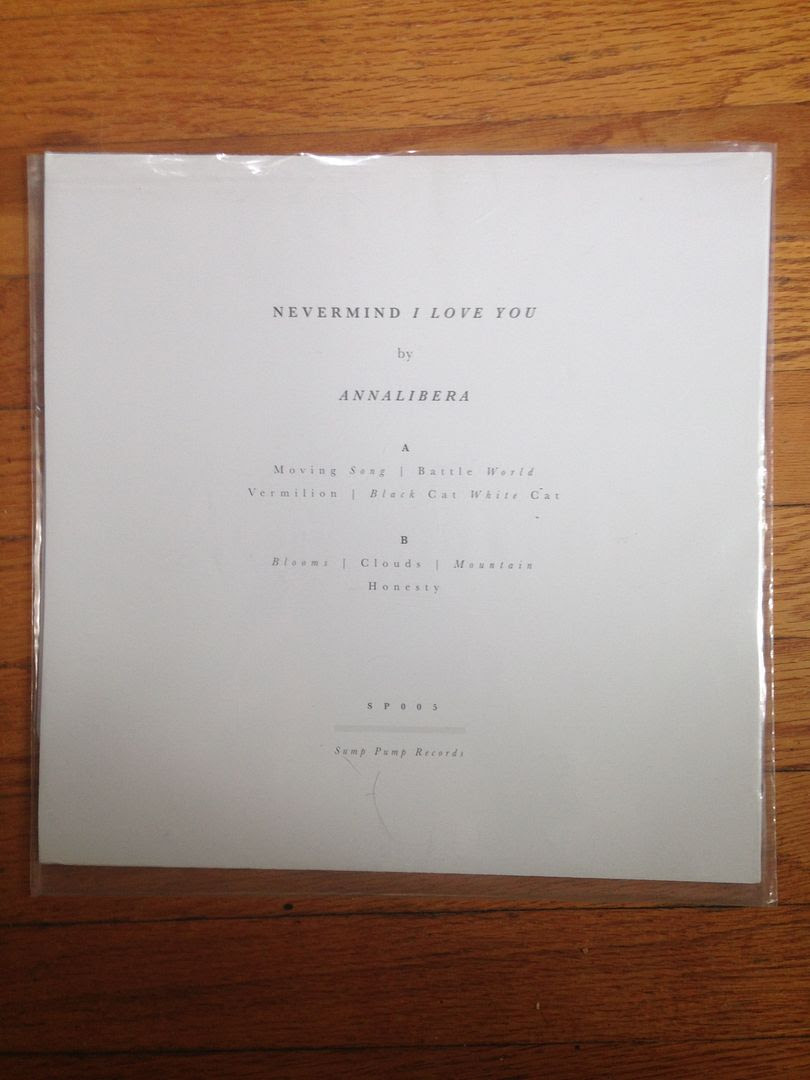 NEVERMIND I LOVE YOU
by
ANNALIBERA
A
Moving Song | Battle World
Vermilion | Black Cat White Cat
B
Blooms | Clouds | Mountain
Honesty
SP005
Sump Pump Records